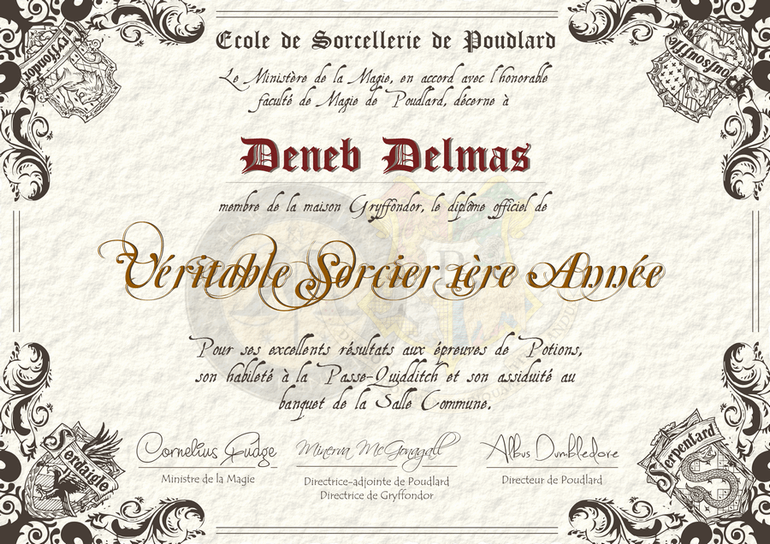 Gryffondor
Poufsouffle
Ecole de Sorcellerie de Poudlard
Le Ministère de la Magie, en accord avec l'honorable
faculté de Magie de Poudlard, décerne à
Deneb Delmas
membre de la maison Gryffondor, le diplôme officiel de
Véritable Sorcier 1ère Année
Pour ses excellents résultats aux épreuves de Potions,
son habileté à la Passe-Quidditch et son assiduité au
banquet de la Salle Commune.
Cornelius Fudge
Minerva McGonagall
Albus Dumbledore
Ministre de la Magie
Directrice-adjointe de Poudlard
Directrice de Gryffondor
Directeur de Poudlard
Serdaigle
Serpentard